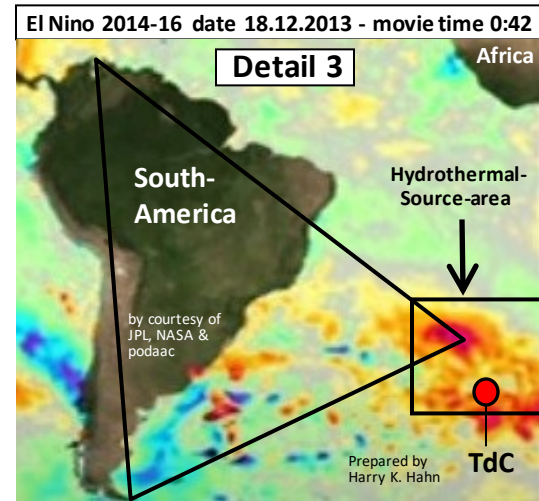 El Nino 2014-16 date 18.12.2013 - movie time 0:42
Detail 3
Africa
Hydrothermal-
Source-area
South-
America
by courtesy of
JPL, NASA &
podaac
Prepared by
Harry K. Hahn
TdC